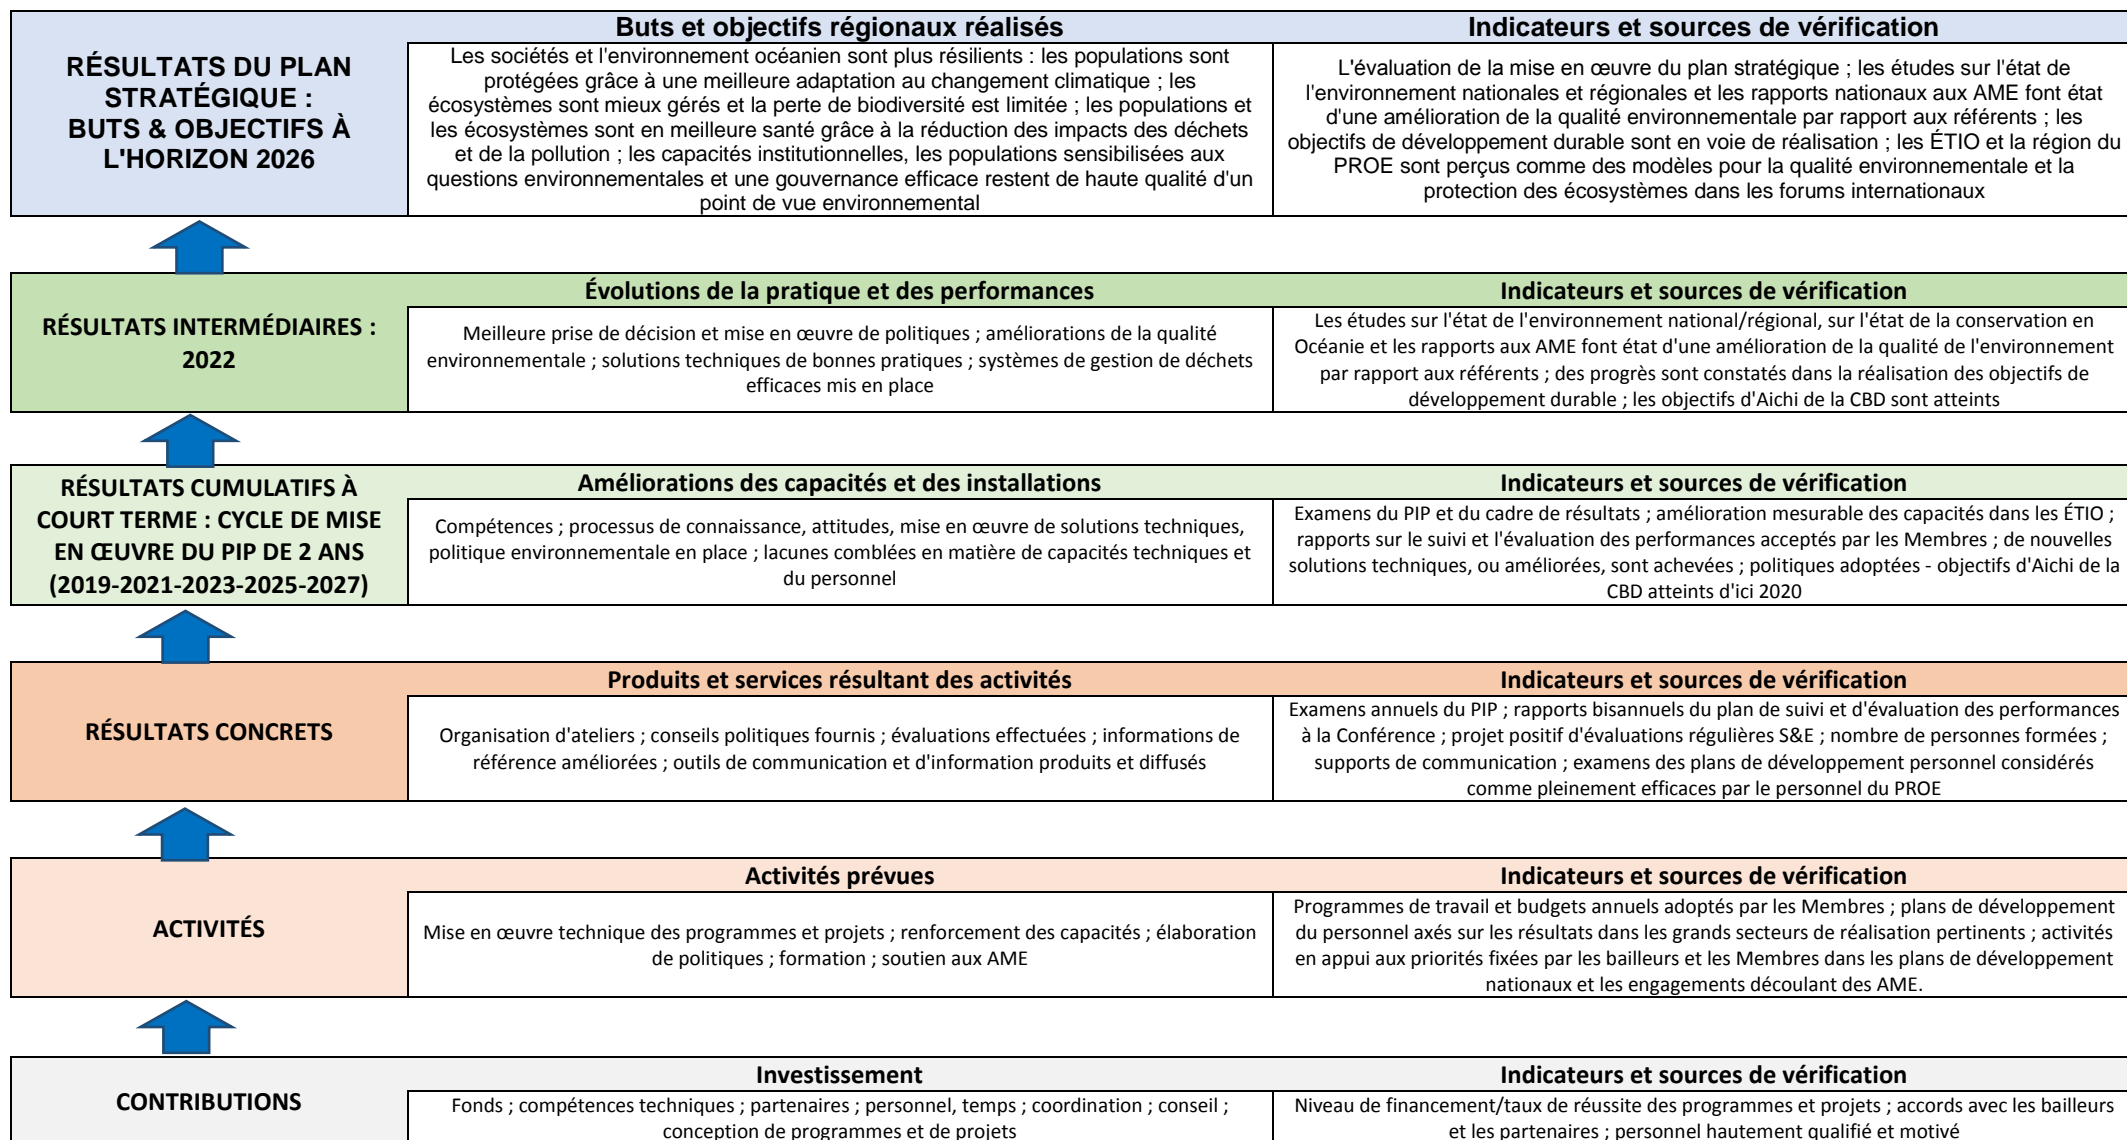 RÉSULTATS DU PLAN
STRATÉGIQUE :
BUTS & OBJECTIFS À
L'HORIZON 2026
Buts et objectifs régionaux réalisés
Les sociétés et l'environnement océanien sont plus résilients : les populations sont
protégées grâce à une meilleure adaptation au changement climatique ; les
écosystèmes sont mieux gérés et la perte de biodiversité est limitée ; les populations et
les écosystèmes sont en meilleure santé grâce à la réduction des impacts des déchets
et de la pollution ; les capacités institutionnelles, les populations sensibilisées aux
questions environnementales et une gouvernance efficace restent de haute qualité d'un
point de vue environnemental
Indicateurs et sources de vérification
L'évaluation de la mise en œuvre du plan stratégique ; les études sur l'état de
l'environnement nationales et régionales et les rapports nationaux aux AME font état
d'une amélioration de la qualité environnementale par rapport aux référents ; les
objectifs de développement durable sont en voie de réalisation ; les ÉTIO et la région du
PROE sont perçus comme des modèles pour la qualité environnementale et la
protection des écosystèmes dans les forums internationaux
RÉSULTATS INTERMÉDIAIRES :
2022
Évolutions de la pratique et des performances
Meilleure prise de décision et mise en œuvre de politiques ; améliorations de la qualité
environnementale ; solutions techniques de bonnes pratiques ; systèmes de gestion de déchets
efficaces mis en place
Indicateurs et sources de vérification
Les études sur l'état de l'environnement national/régional, sur l'état de la conservation en
Océanie et les rapports aux AME font état d'une amélioration de la qualité de l'environnement
par rapport aux référents ; des progrès sont constatés dans la réalisation des objectifs de
développement durable ; les objectifs d'Aichi de la CBD sont atteints
RÉSULTATS CUMULATIFS À
COURT TERME : CYCLE DE MISE
EN ŒUVRE DU PIP DE 2 ANS
(2019-2021-2023-2025-2027)
Améliorations des capacités et des installations
Compétences ; processus de connaissance, attitudes, mise en œuvre de solutions techniques,
politique environnementale en place ; lacunes comblées en matière de capacités techniques et
du personnel
Indicateurs et sources de vérification
Examens du PIP et du cadre de résultats ; amélioration mesurable des capacités dans les ÉTIO ;
rapports sur le suivi et l'évaluation des performances acceptés par les Membres ; de nouvelles
solutions techniques, ou améliorées, sont achevées ; politiques adoptées - objectifs d'Aichi de la
CBD atteints d'ici 2020
RÉSULTATS CONCRETS
Produits et services résultant des activités
Organisation d'ateliers ; conseils politiques fournis ; évaluations effectuées ; informations de
référence améliorées ; outils de communication et d'information produits et diffusés
Indicateurs et sources de vérification
Examens annuels du PIP ; rapports bisannuels du plan de suivi et d'évaluation des performances
à la Conférence ; projet positif d'évaluations régulières S&E ; nombre de personnes formées ;
supports de communication ; examens des plans de développement personnel considérés
comme pleinement efficaces par le personnel du PROE
ACTIVITÉS
Activités prévues
Mise en œuvre technique des programmes et projets ; renforcement des capacités ; élaboration
de politiques ; formation ; soutien aux AME
Indicateurs et sources de vérification
Programmes de travail et budgets annuels adoptés par les Membres ; plans de développement
du personnel axés sur les résultats dans les grands secteurs de réalisation pertinents ; activités
en appui aux priorités fixées par les bailleurs et les Membres dans les plans de développement
nationaux et les engagements découlant des AME.
CONTRIBUTIONS
Investissement
Fonds ; compétences techniques ; partenaires ; personnel, temps ; coordination ; conseil ;
conception de programmes et de projets
Indicateurs et sources de vérification
Niveau de financement/taux de réussite des programmes et projets ; accords avec les bailleurs
et les partenaires ; personnel hautement qualifié et motivé